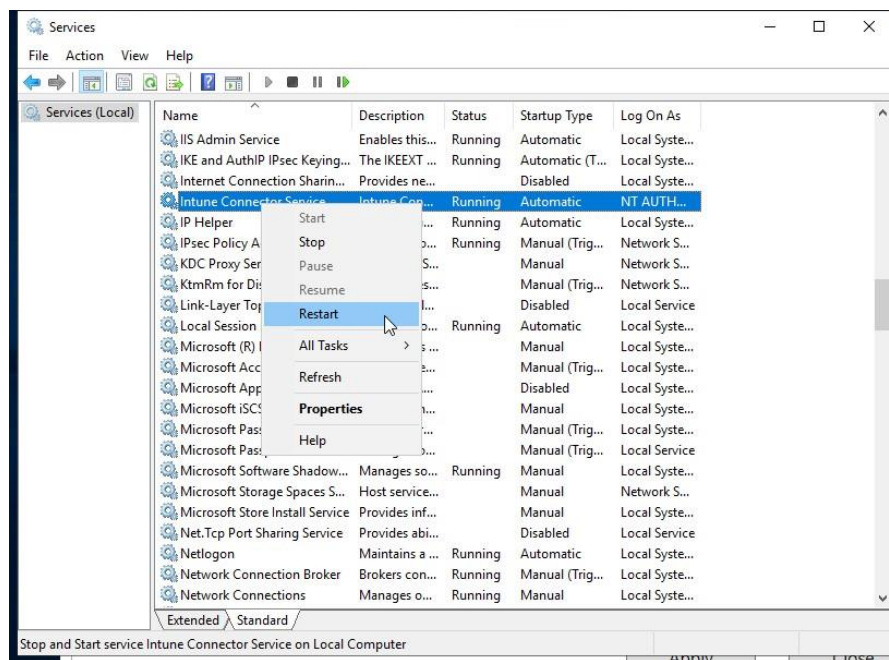 Services
File Action View Help
Services (Local)
Name Description Status Startup Type Log On As
IIS Admin Service Enables this... Running Automatic Local Syste...
IKE and AuthIP IPsec Keying... The IKEEXT ... Running Automatic (T... Local Syste...
Internet Connection Sharin... Provides ne... Disabled Local Syste...
Intune Connector Service Intune Con... Running Automatic NT AUTH...
IP Helper ... Running Automatic Local Syste...
IPsec Policy A ... Running Manual (Trig... Network S...
KDC Proxy Ser S... Manual Network S...
KtmRm for Dis ... Manual (Trig... Network S...
Link-Layer Top ... Disabled Local Service
Local Session ... Running Automatic Local Syste...
Microsoft (R) ... Manual Local Syste...
Microsoft Acc ... Manual (Trig... Local Syste...
Microsoft App ... Disabled Local Syste...
Microsoft iSCS ... Manual Local Syste...
Microsoft Pass ... Manual (Trig... Local Syste...
Microsoft Pass ... Manual (Trig... Local Service
Microsoft Software Shadow... Manages so... Running Manual Local Syste...
Microsoft Storage Spaces S... Host service... Manual Network S...
Microsoft Store Install Service Provides inf... Manual Local Syste...
Net.Tcp Port Sharing Service Provides abi... Disabled Local Service
Netlogon Maintains a ... Running Automatic Local Syste...
Network Connection Broker Brokers con... Running Manual (Trig... Local Syste...
Network Connections Manages o... Running Manual Local Syste...
Start
Stop
Pause
Resume
Restart
All Tasks
Refresh
Properties
Help
Extended Standard
Stop and Start service Intune Connector Service on Local Computer
Apply Close